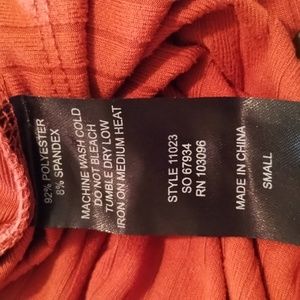 92% POLYESTER
8% SPANDEX
MACHINE WASH COLD
DO NOT BLEACH
TUMBLE DRY LOW
IRON ON MEDIUM HEAT
STYLE 11023
SO 67934
RN 103096
MADE IN CHINA
SMALL